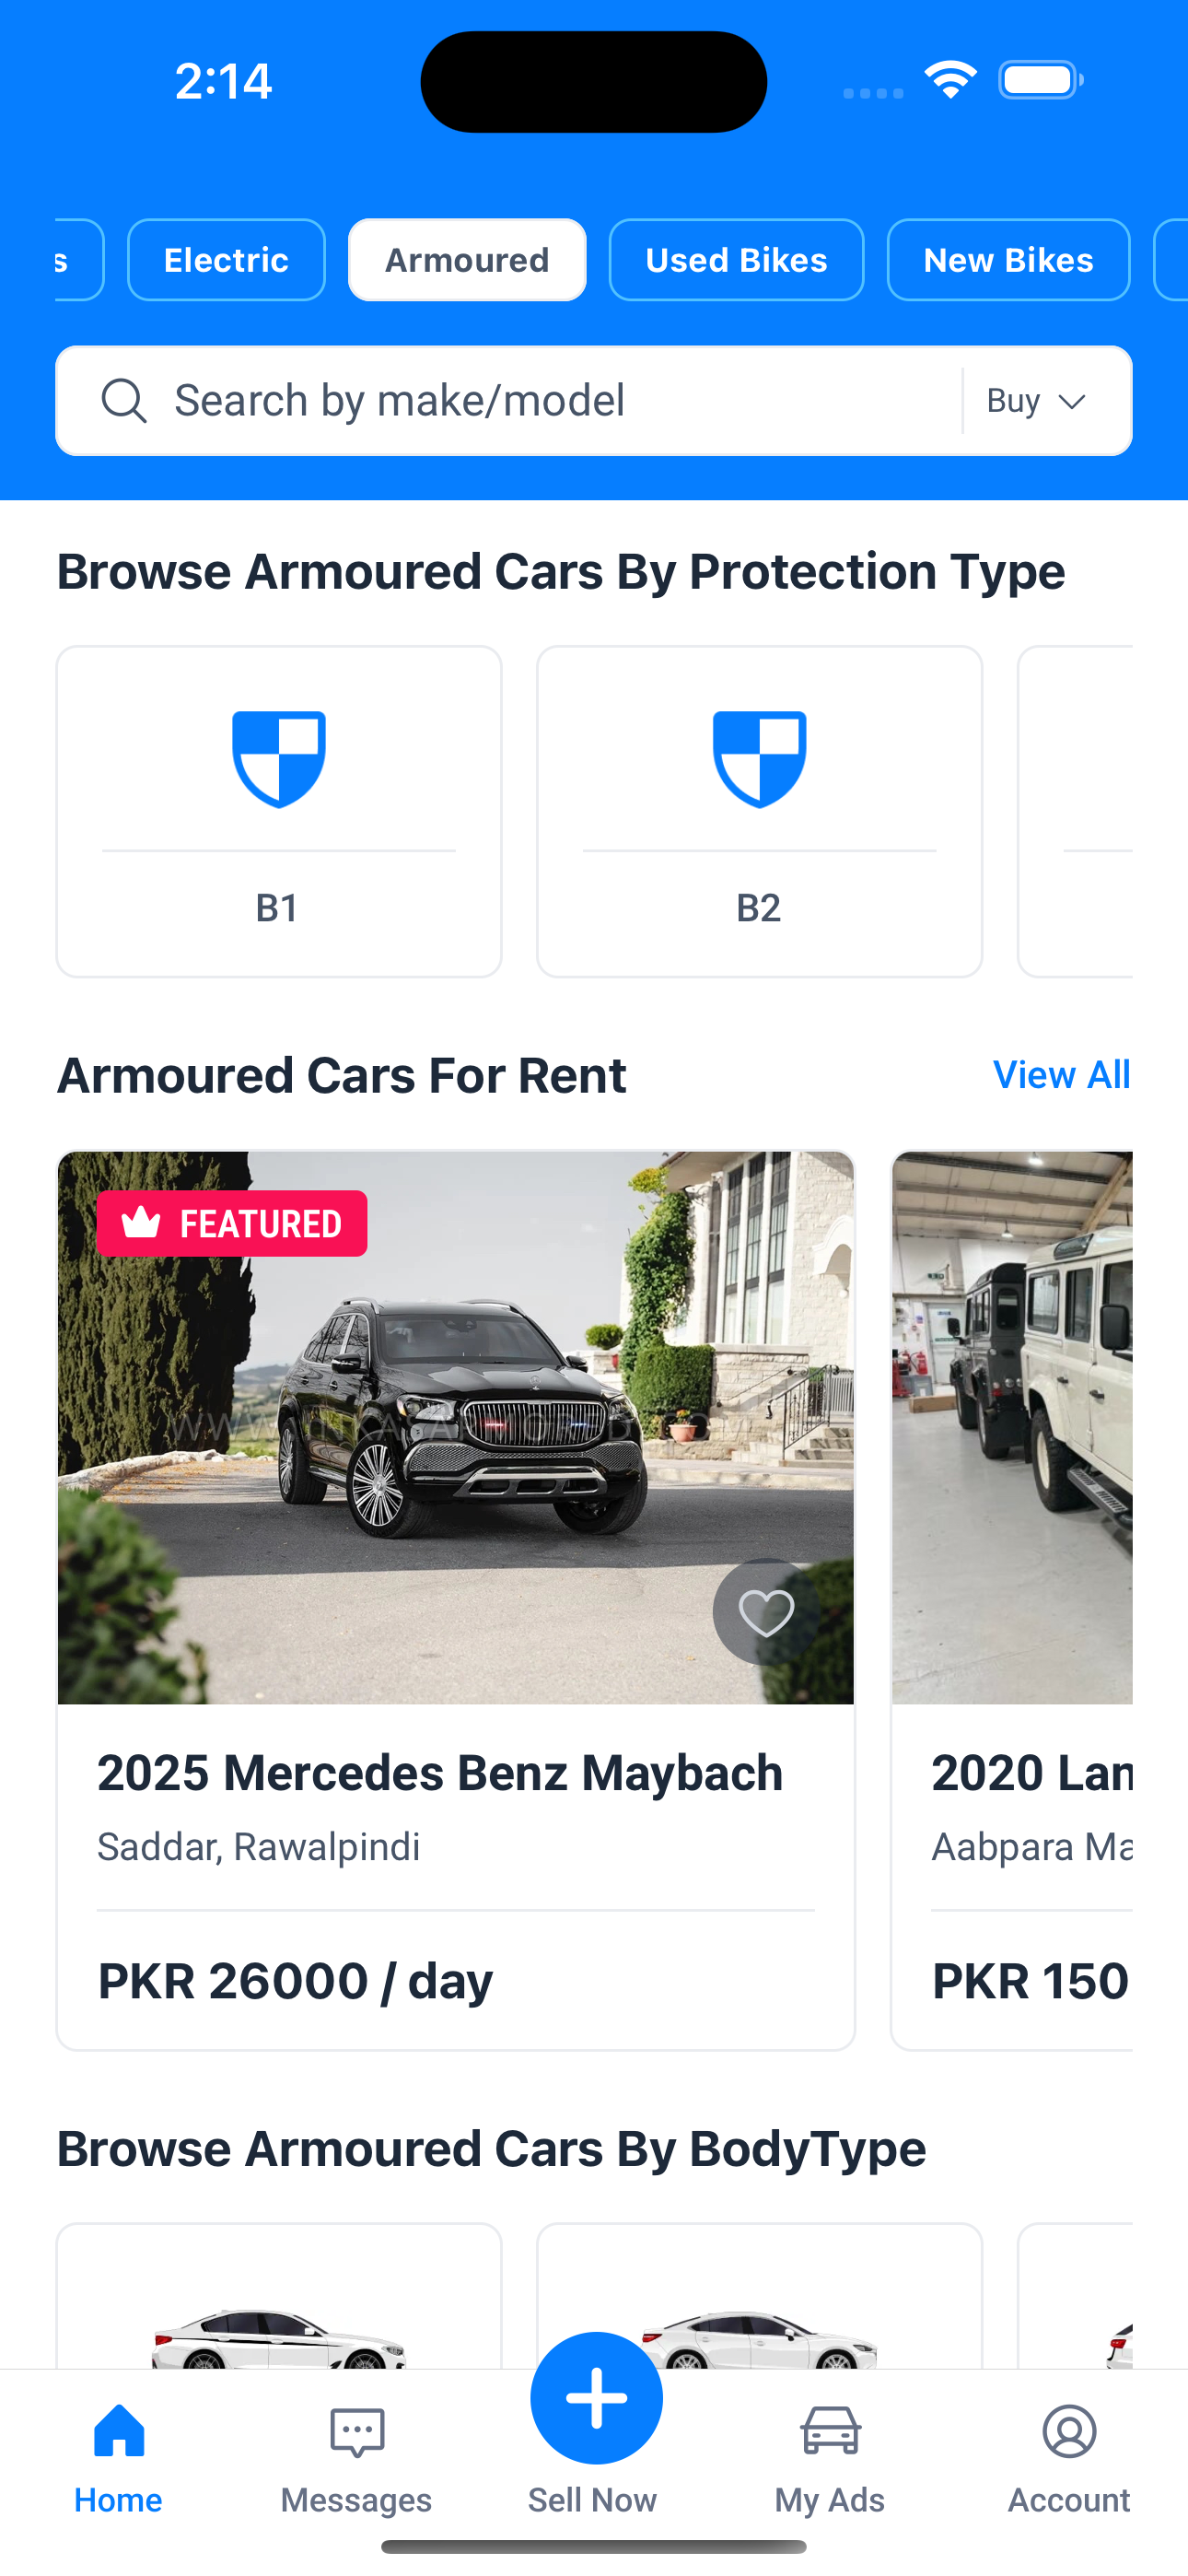 2:14
s
Electric
Armoured
Used Bikes
New Bikes
Search by make/model
Buy
Browse Armoured Cars By Protection Type
B1
B2
Armoured Cars For Rent
View All
FEATURED
2025 Mercedes Benz Maybach
Saddar, Rawalpindi
PKR 26000 / day
2020 Lan
Aabpara Ma
PKR 150
Browse Armoured Cars By BodyType
Home
Messages
Sell Now
My Ads
Account